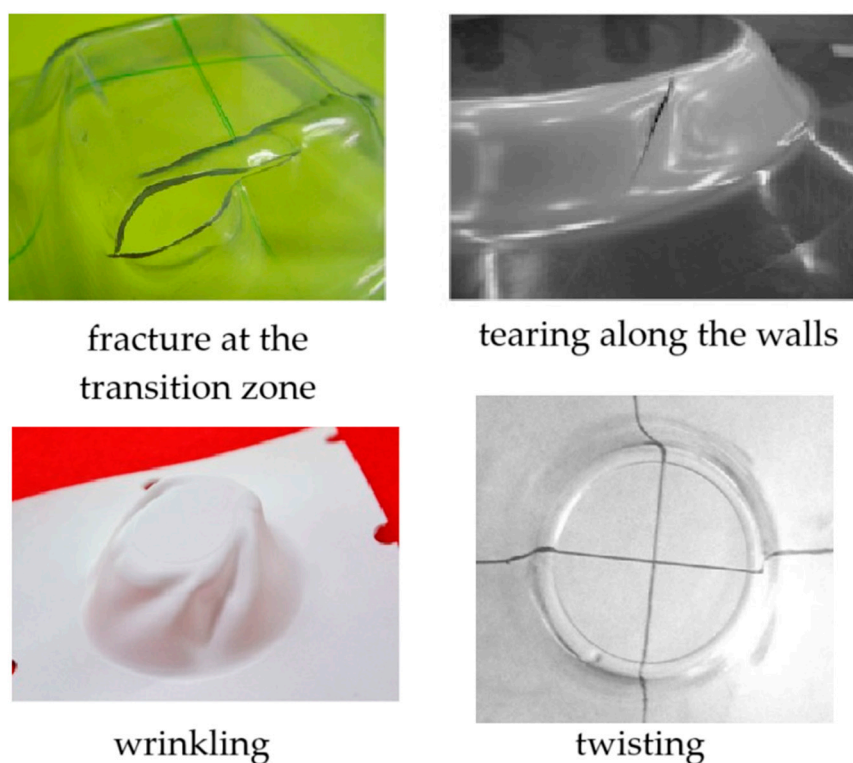 fracture at the
transition zone
tearing along the walls
wrinkling
twisting